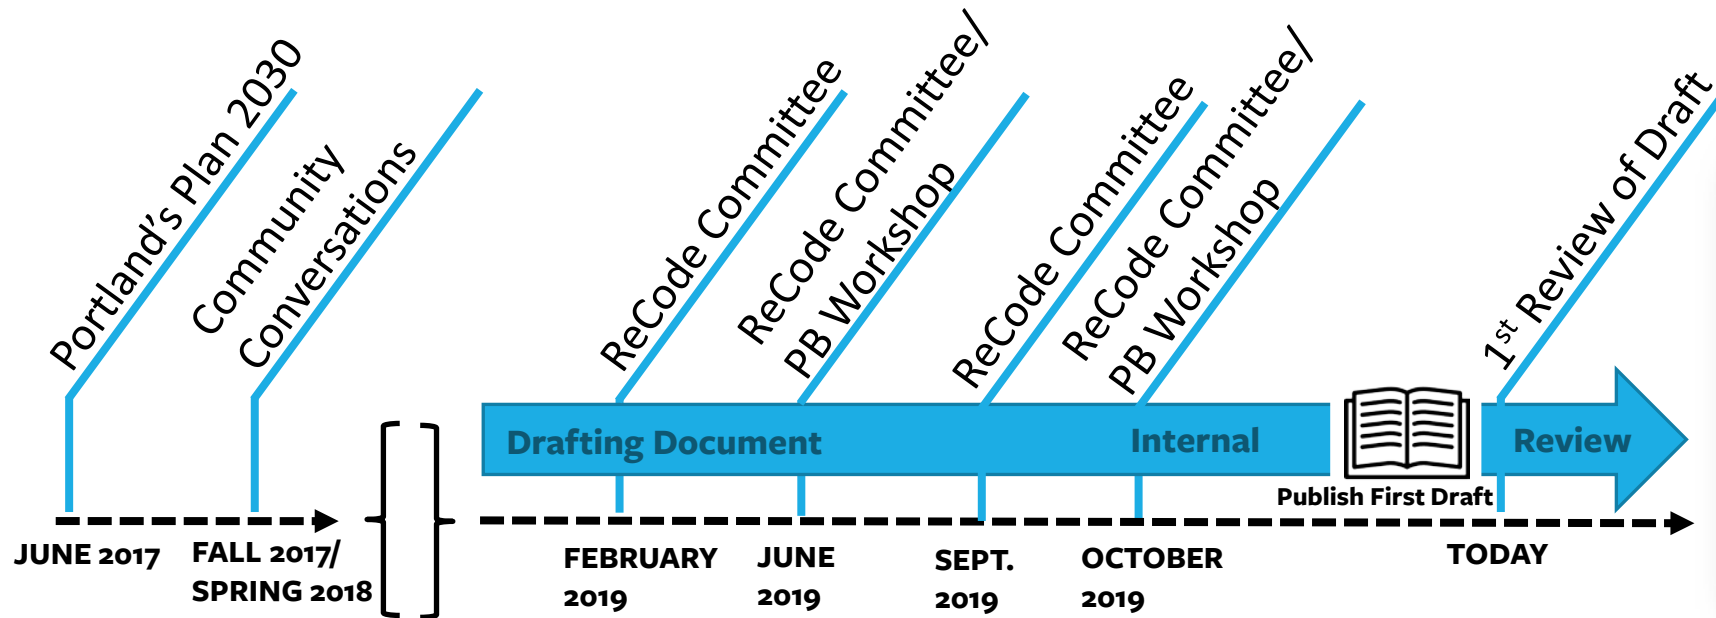 Portland's Plan 2030
Community
Conversations
ReCode Committee
ReCode Committee/
PB Workshop
ReCode Committee
ReCode Committee/
PB Workshop
1st Review of Draft
Drafting Document
Internal
Review
Publish First Draft
JUNE 2017
FALL 2017/
SPRING 2018
FEBRUARY
2019
JUNE
2019
SEPT.
2019
OCTOBER
2019
TODAY